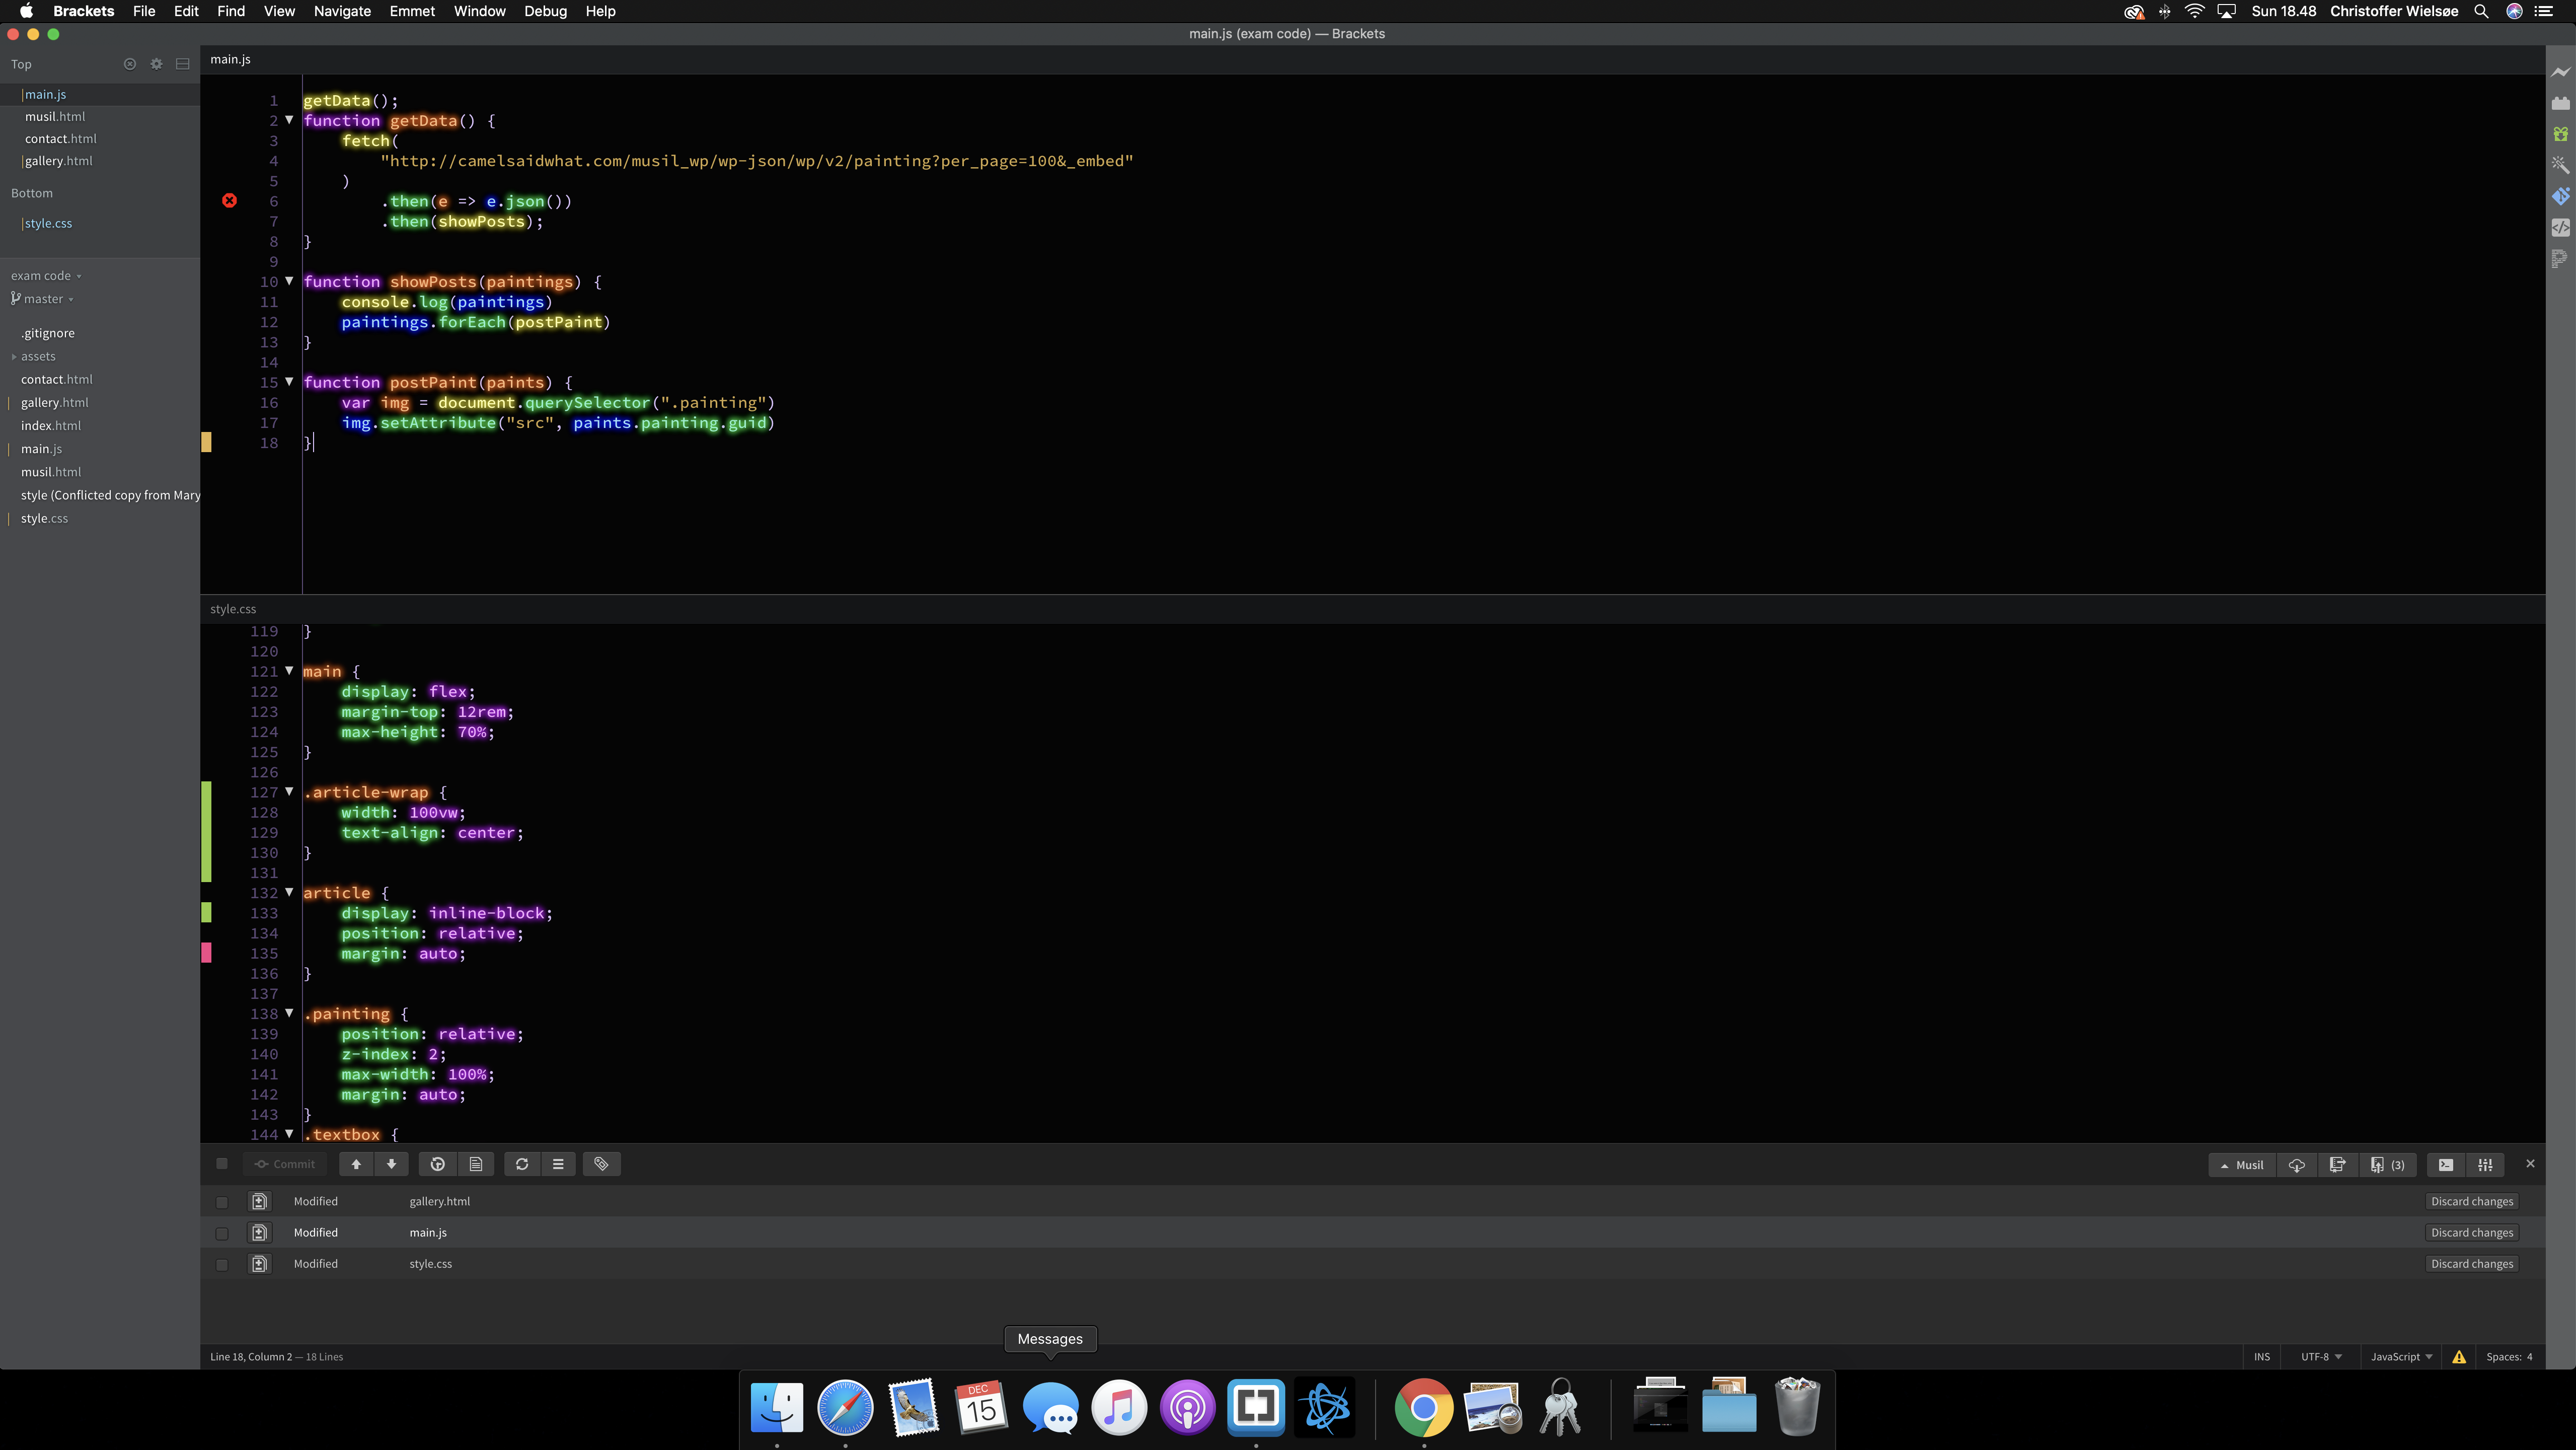 Brackets File Edit Find View Navigate Emmet Window Debug Help
Sun 18.48 Christoffer Wielsøe
main.js (exam code) — Brackets
Top
main.js
musil.html
contact.html
gallery.html
Bottom
style.css
exam code
master
.gitignore
assets
contact.html
gallery.html
index.html
main.js
musil.html
style (Conflicted copy from Mary
style.css
main.js
1 getData();
2 function getData() {
3 fetch(
4 "http://camelsaidwhat.com/musil_wp/wp-json/wp/v2/painting?per_page=100&_embed"
5 )
6 .then(e => e.json())
7 .then(showPosts);
8 }
9
10 function showPosts(paintings) {
11 console.log(paintings)
12 paintings.forEach(postPaint)
13 }
14
15 function postPaint(paints) {
16 var img = document.querySelector(".painting")
17 img.setAttribute("src", paints.painting.guid)
18 }
style.css
119 }
120
121 main {
122 display: flex;
123 margin-top: 12rem;
124 max-height: 70%;
125 }
126
127 .article-wrap {
128 width: 100vw;
129 text-align: center;
130 }
131
132 article {
133 display: inline-block;
134 position: relative;
135 margin: auto;
136 }
137
138 .painting {
139 position: relative;
140 z-index: 2;
141 max-width: 100%;
142 margin: auto;
143 }
144 .textbox {
Commit
Musil
(3)
Modified gallery.html Discard changes
Modified main.js Discard changes
Modified style.css Discard changes
Messages
Line 18, Column 2 — 18 Lines
INS UTF-8 JavaScript Spaces: 4
DEC
15